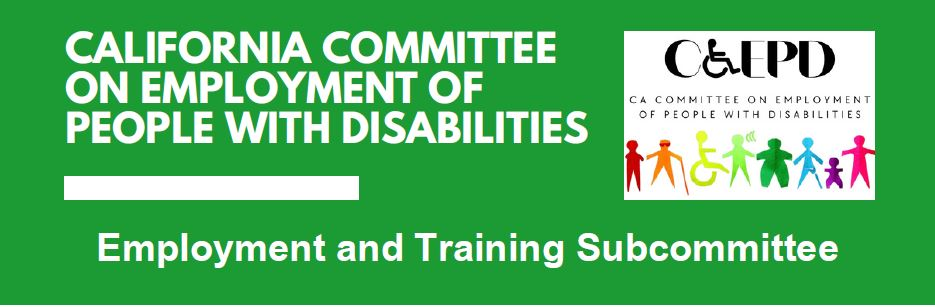 CALIFORNIA COMMITTEE
ON EMPLOYMENT OF
PEOPLE WITH DISABILITIES
CCEPD
CA COMMITTEE ON EMPLOYMENT
OF PEOPLE WITH DISABILITIES
Employment and Training Subcommittee